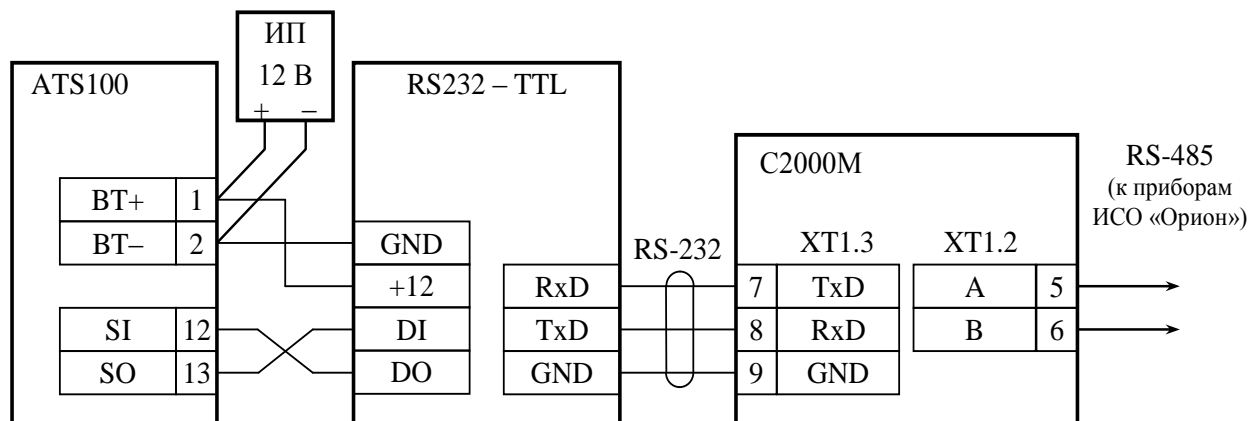 ИП
12 В
+ –
ATS100
RS232 – TTL
C2000M
RS-485
(к приборам
ИСО «Орион»)
BT+ 1
BT– 2
GND
+12
SI 12
DI
SO 13
DO
RxD
TxD
GND
RS-232
XT1.3
7 TxD
8 RxD
9 GND
XT1.2
A 5
B 6